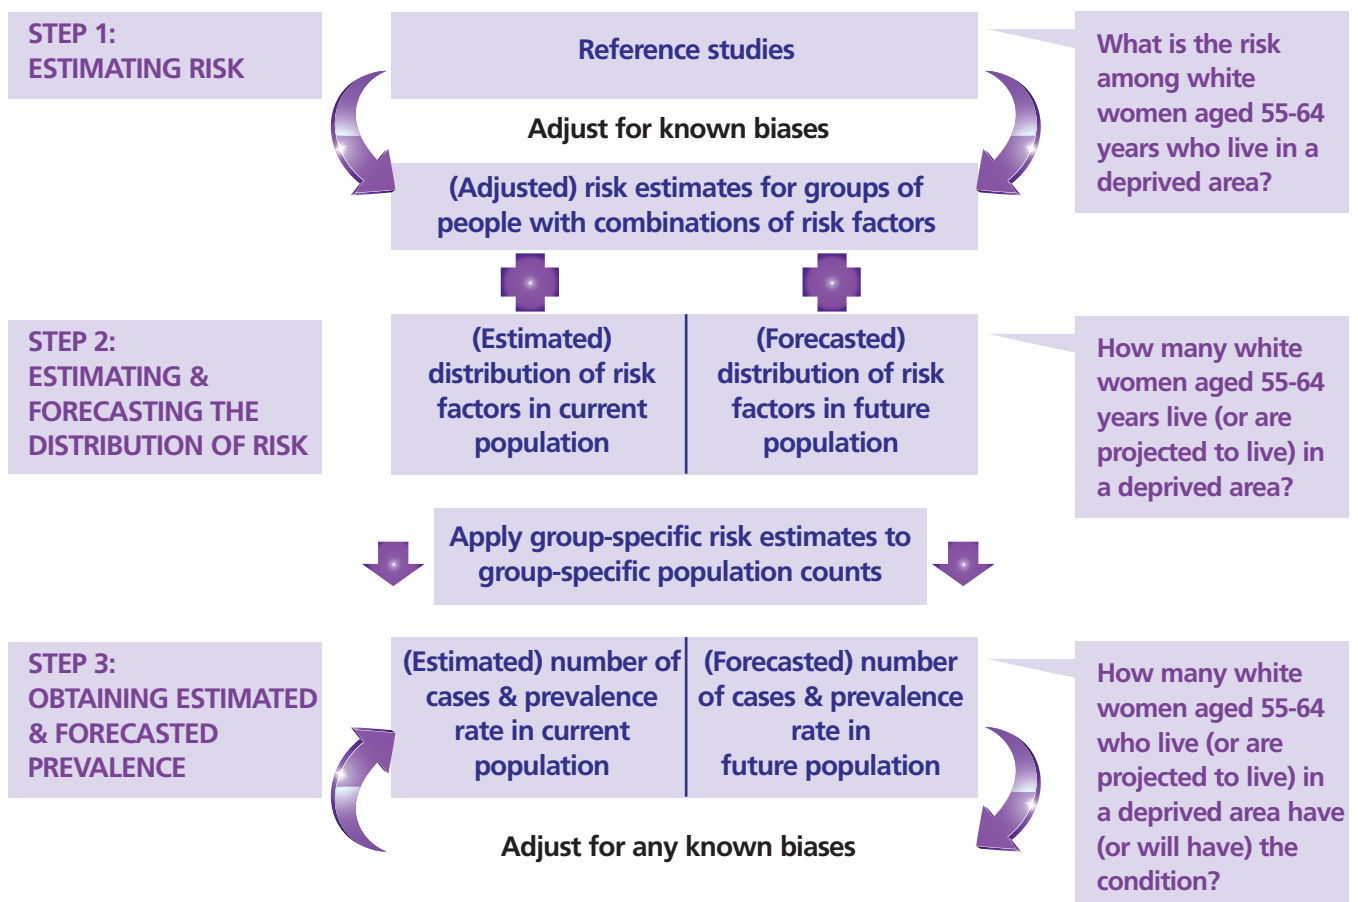 STEP 1:
ESTIMATING RISK
Reference studies
What is the risk
among white
women aged 55-64
years who live in a
deprived area?
Adjust for known biases
(Adjusted) risk estimates for groups of
people with combinations of risk factors
STEP 2:
ESTIMATING &
FORECASTING THE
DISTRIBUTION OF RISK
(Estimated)
distribution of risk
factors in current
population
(Forecasted)
distribution of risk
factors in future
population
How many white
women aged 55-64
years live (or are
projected to live) in
a deprived area?
Apply group-specific risk estimates to
group-specific population counts
STEP 3:
OBTAINING ESTIMATED
& FORECASTED
PREVALENCE
(Estimated) number of
cases & prevalence
rate in current
population
(Forecasted) number
of cases & prevalence
rate in
future population
How many white
women aged 55-64
who live (or are
projected to live) in
a deprived area have
(or will have) the
condition?
Adjust for any known biases